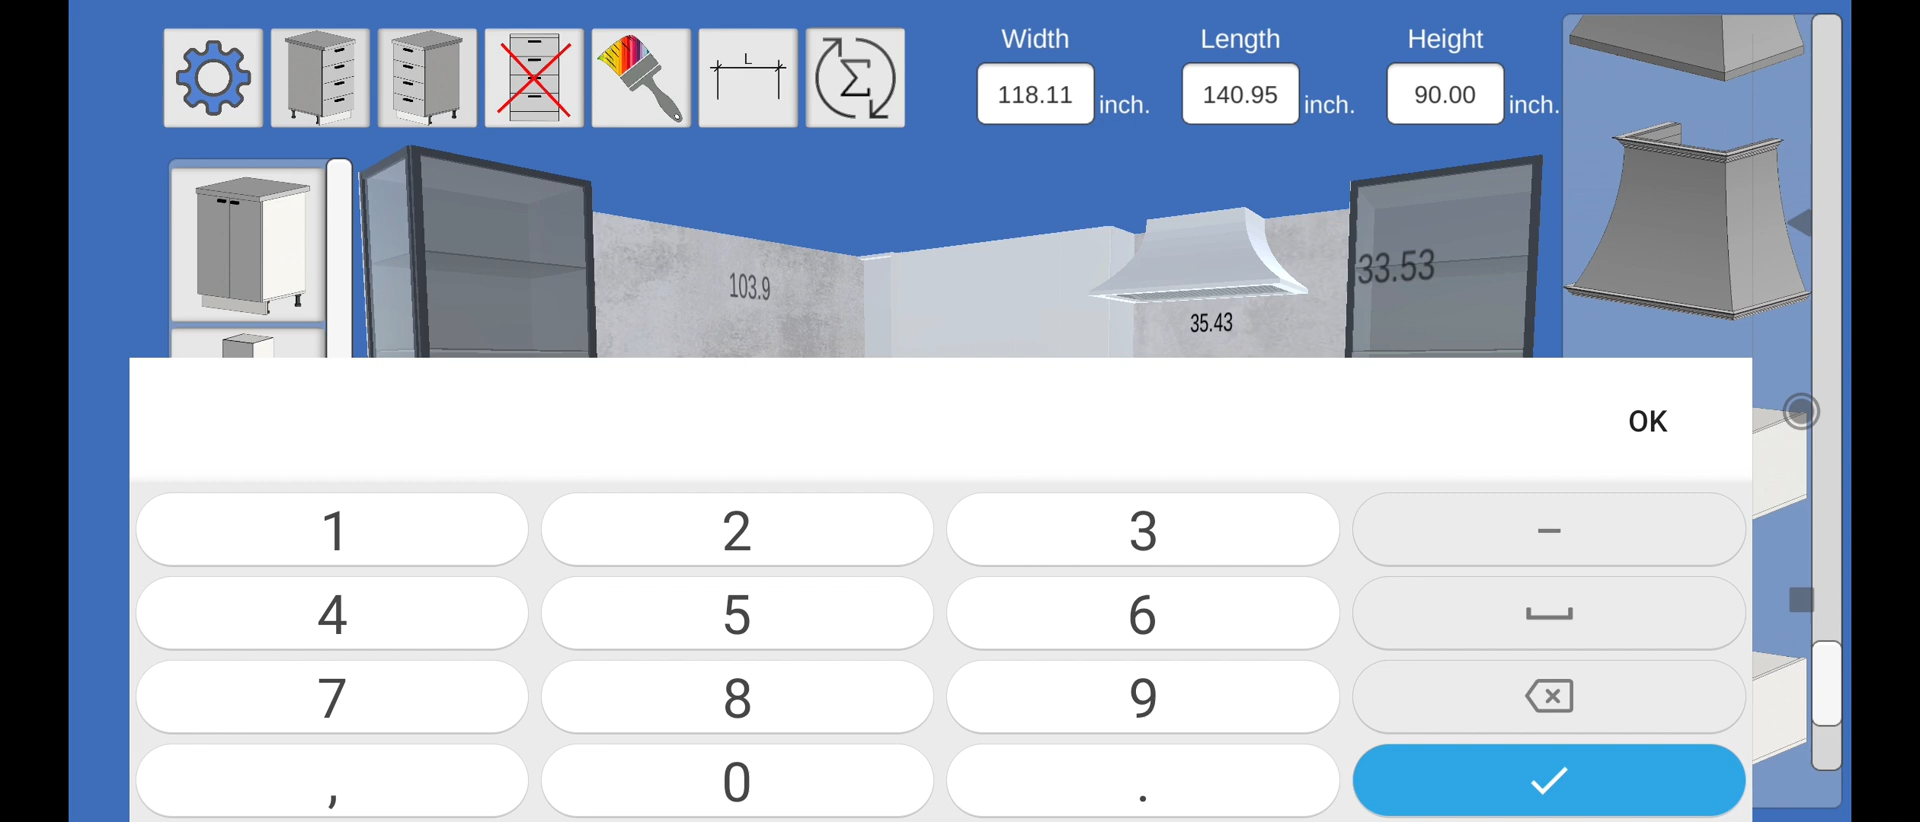 Width Length Height
L
118.11 inch. 140.95 inch. 90.00 inch.
103.9
33.53
35.43
OK
1 2 3 –
4 5 6
7 8 9
, 0 .